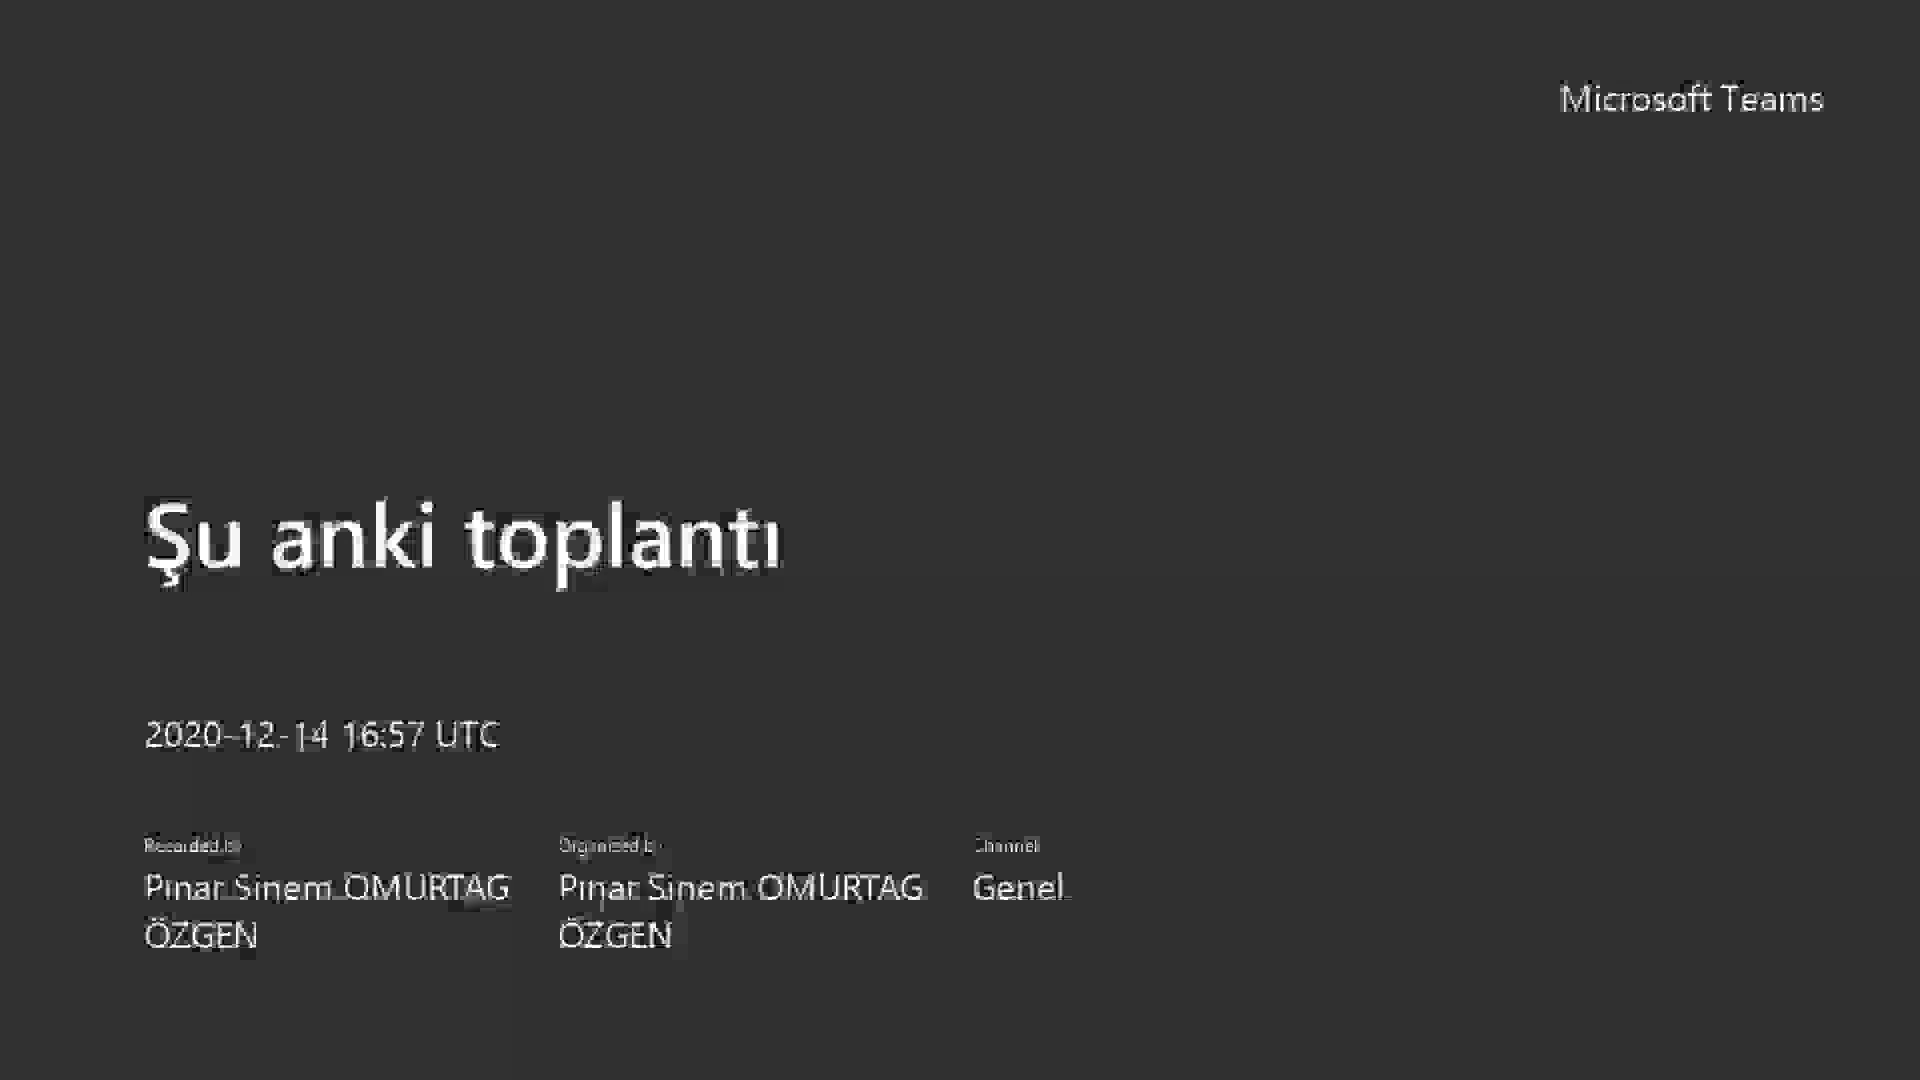 Microsoft Teams
Şu anki toplantı
2020-12-14 16:57 UTC
Recorded by
Organized by
Channel
Pınar Sinem OMURTAG
ÖZGEN
Pınar Sinem OMURTAG
ÖZGEN
Genel